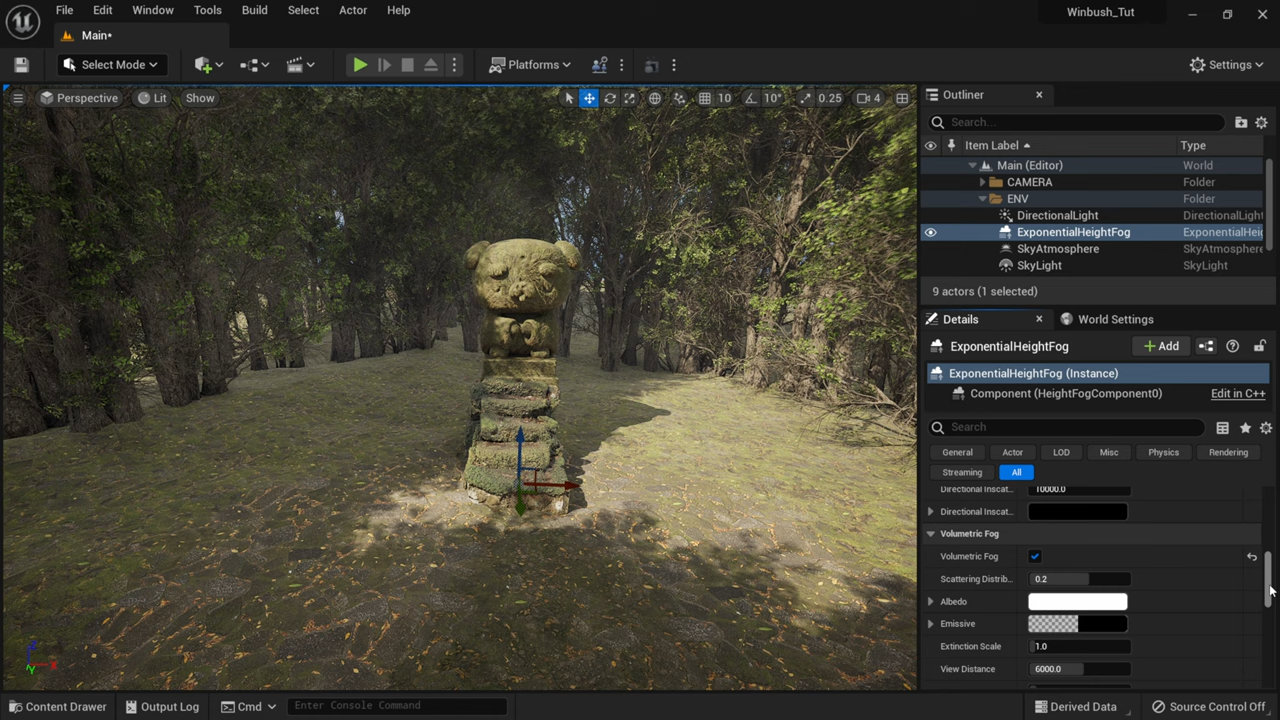 File Edit Window Tools Build Select Actor Help
Winbush_Tut
Main*
Select Mode
Platforms
Settings
Perspective Lit Show
10 10° 0.25 4
Outliner
Search...
Item Label Type
Main (Editor) World
CAMERA Folder
ENV Folder
DirectionalLight DirectionalLight
ExponentialHeightFog ExponentialHeig
SkyAtmosphere SkyAtmosphere
SkyLight SkyLight
9 actors (1 selected)
Details World Settings
ExponentialHeightFog Add
ExponentialHeightFog (Instance)
Component (HeightFogComponent0) Edit in C++
Search
General Actor LOD Misc Physics Rendering
Streaming All
Directional Inscat... 10000.0
Directional Inscat...
Volumetric Fog
Volumetric Fog
Scattering Distrib... 0.2
Albedo
Emissive
Extinction Scale 1.0
View Distance 6000.0
Z
X
Y
Content Drawer Output Log Cmd Enter Console Command Derived Data Source Control Off